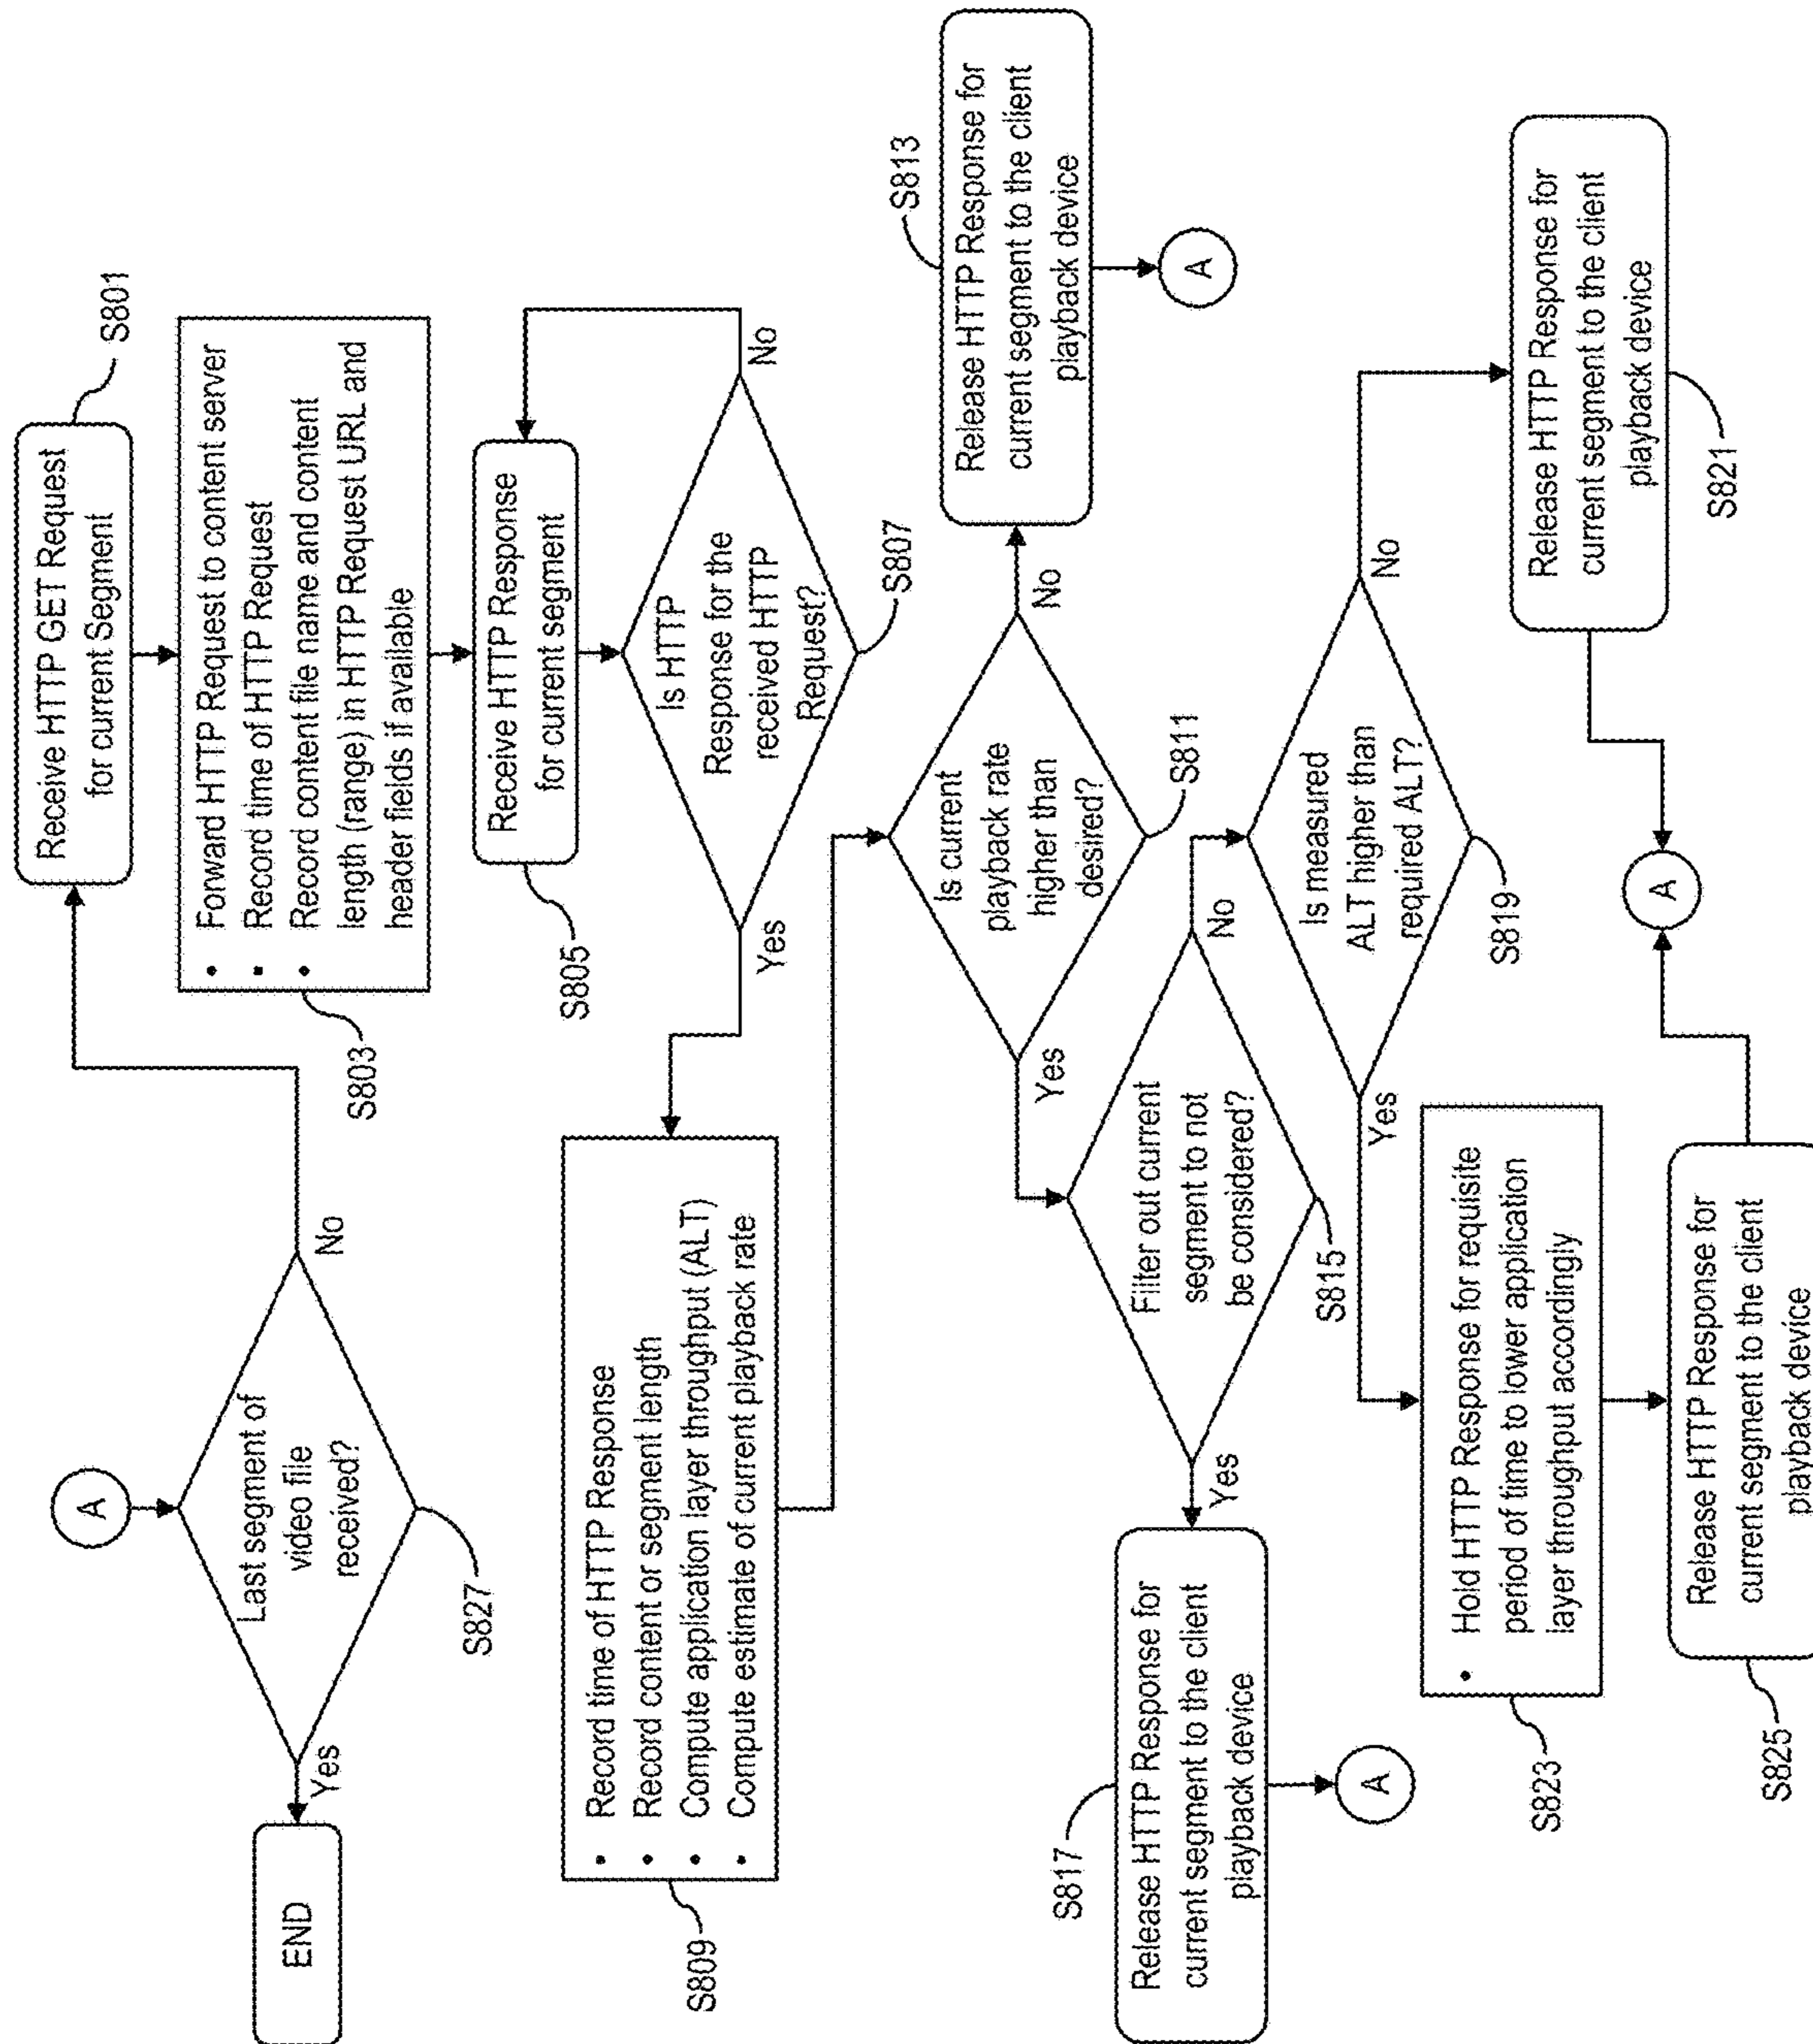 A
Last segment of
video file
received?
S827
Yes
END
No
Receive HTTP GET Request
for current Segment
S801
• Forward HTTP Request to content server
▪ Record time of HTTP Request
• Record content file name and content
length (range) in HTTP Request URL and
header fields if available
S803
Receive HTTP Response
for current segment
S805
Is HTTP
Response for the
received HTTP
Request?
S807
No
Yes
• Record time of HTTP Response
• Record content or segment length
• Compute application layer throughput (ALT)
• Compute estimate of current playback rate
S809
Is current
playback rate
higher than
desired?
S811
No
Release HTTP Response for
current segment to the client
playback device
S813
A
Yes
Filter out current
segment to not
be considered?
S815
Yes
Release HTTP Response for
current segment to the client
playback device
S817
A
No
Is measured
ALT higher than
required ALT?
S819
No
Release HTTP Response for
current segment to the client
playback device
S821
A
Yes
• Hold HTTP Response for requisite
period of time to lower application
layer throughput accordingly
S823
Release HTTP Response for
current segment to the client
playback device
S825